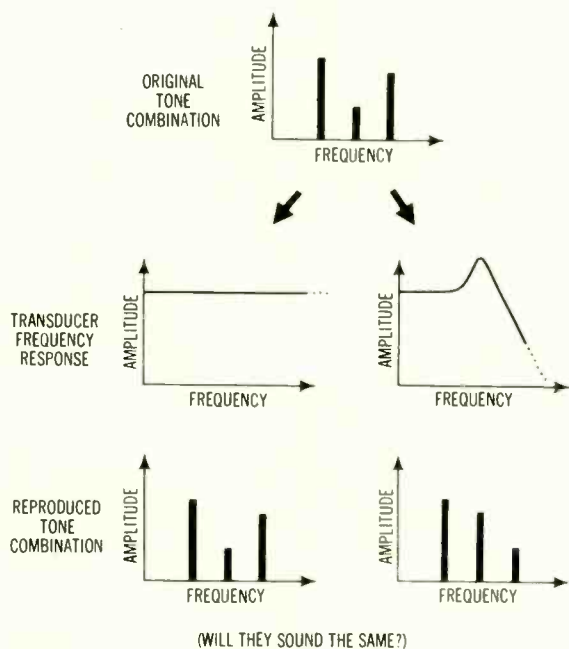 ORIGINAL
TONE
COMBINATION
AMPLITUDE
FREQUENCY
TRANSDUCER
FREQUENCY
RESPONSE
AMPLITUDE
FREQUENCY
AMPLITUDE
FREQUENCY
REPRODUCED
TONE
COMBINATION
AMPLITUDE
FREQUENCY
AMPLITUDE
FREQUENCY
(WILL THEY SOUND THE SAME?)